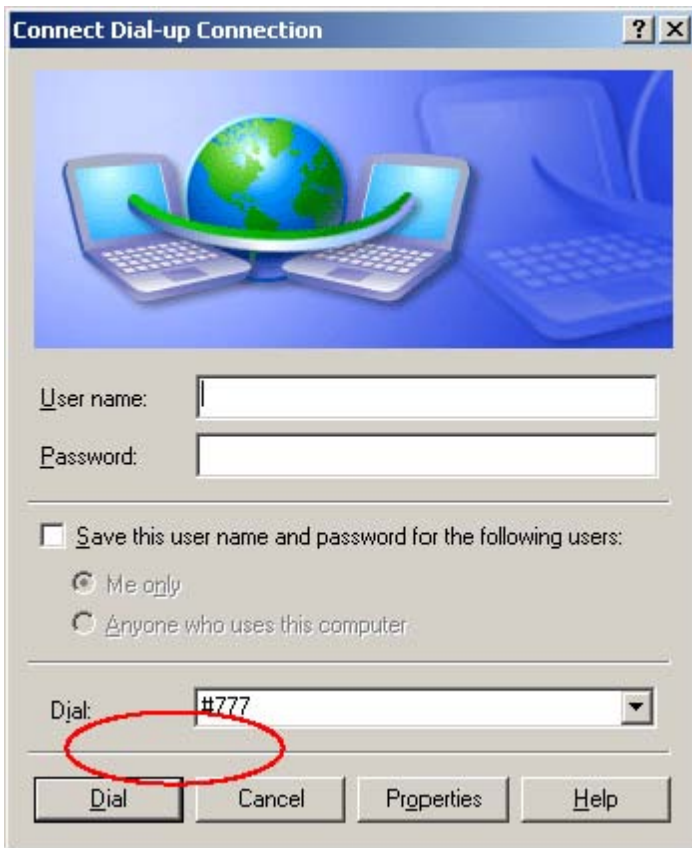 Connect Dial-up Connection
User name:
Password:
Save this user name and password for the following users:
Me only
Anyone who uses this computer
Dial: #777
Dial Cancel Properties Help